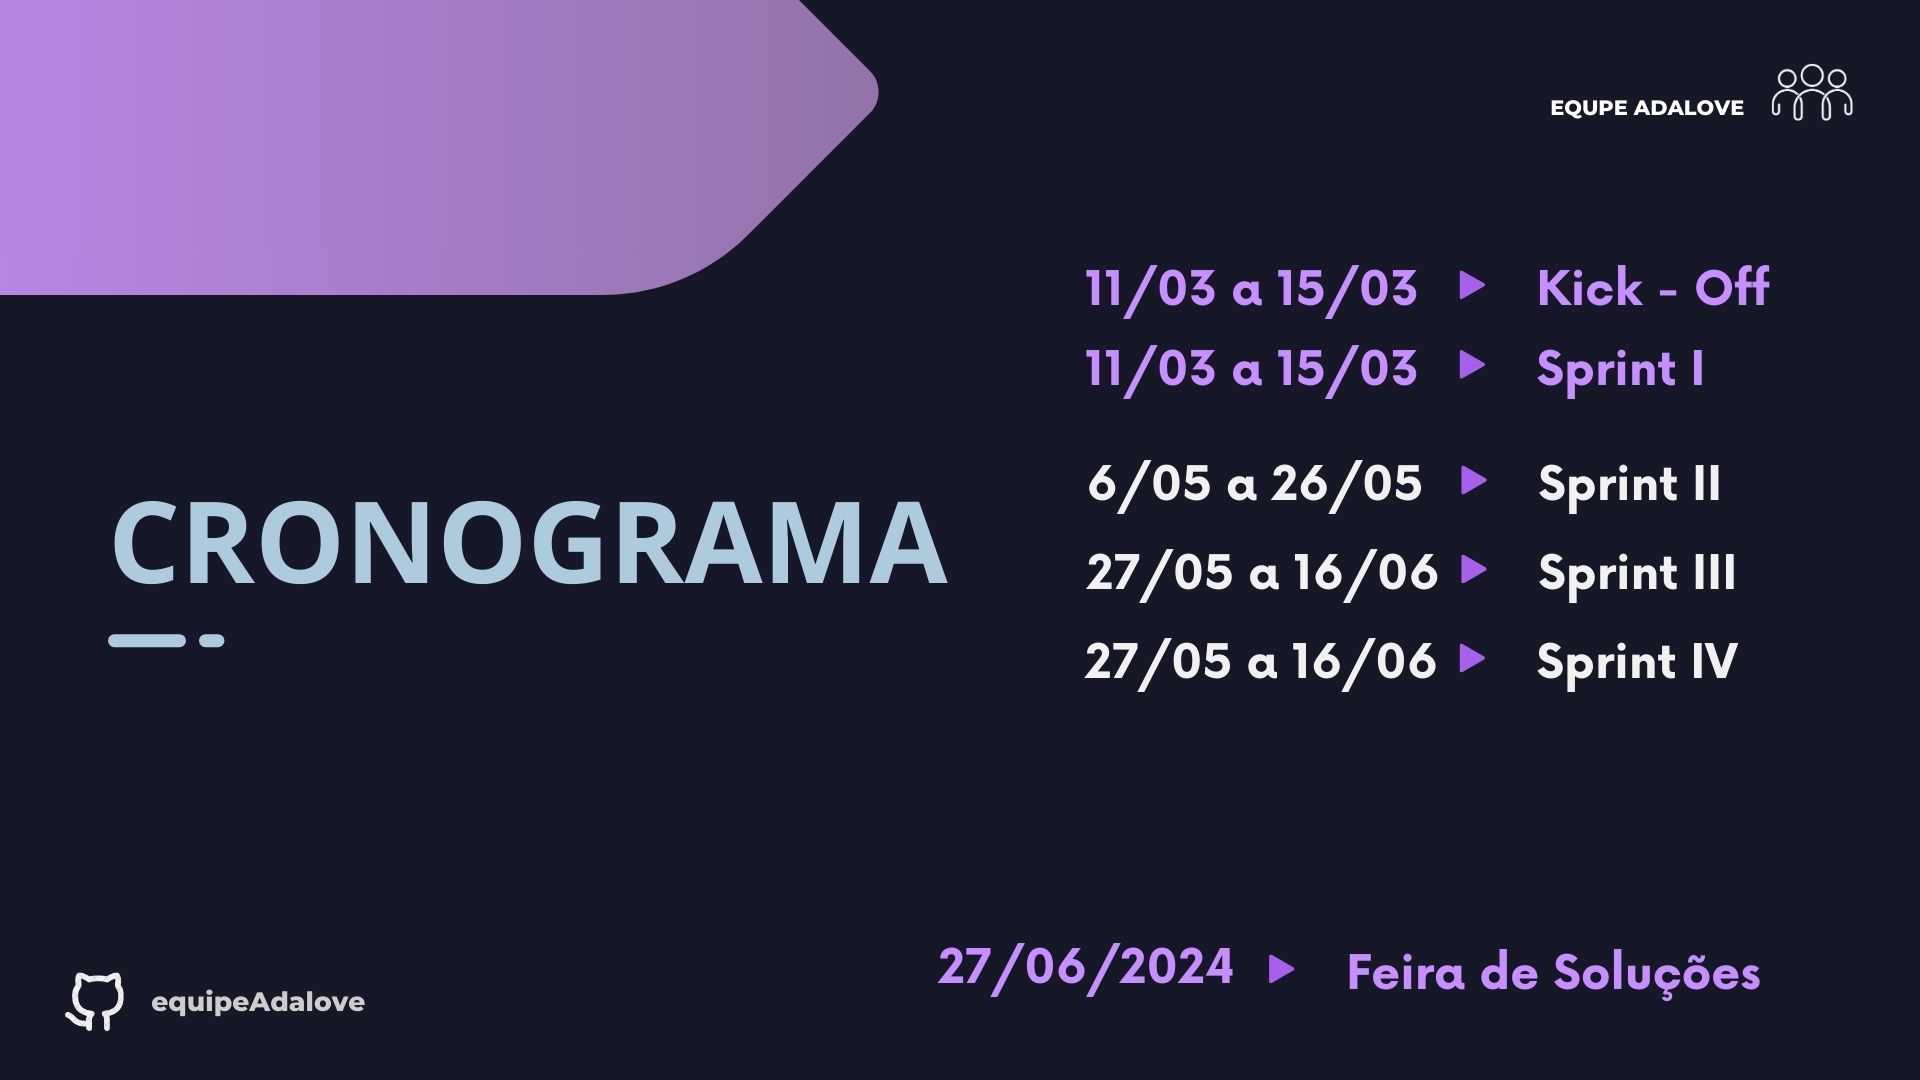 EQUPE ADALOVE
11/03 a 15/03 Kick - Off
11/03 a 15/03 Sprint I
6/05 a 26/05 Sprint II
CRONOGRAMA
27/05 a 16/06 Sprint III
27/05 a 16/06 Sprint IV
27/06/2024 Feira de Soluções
equipeAdalove